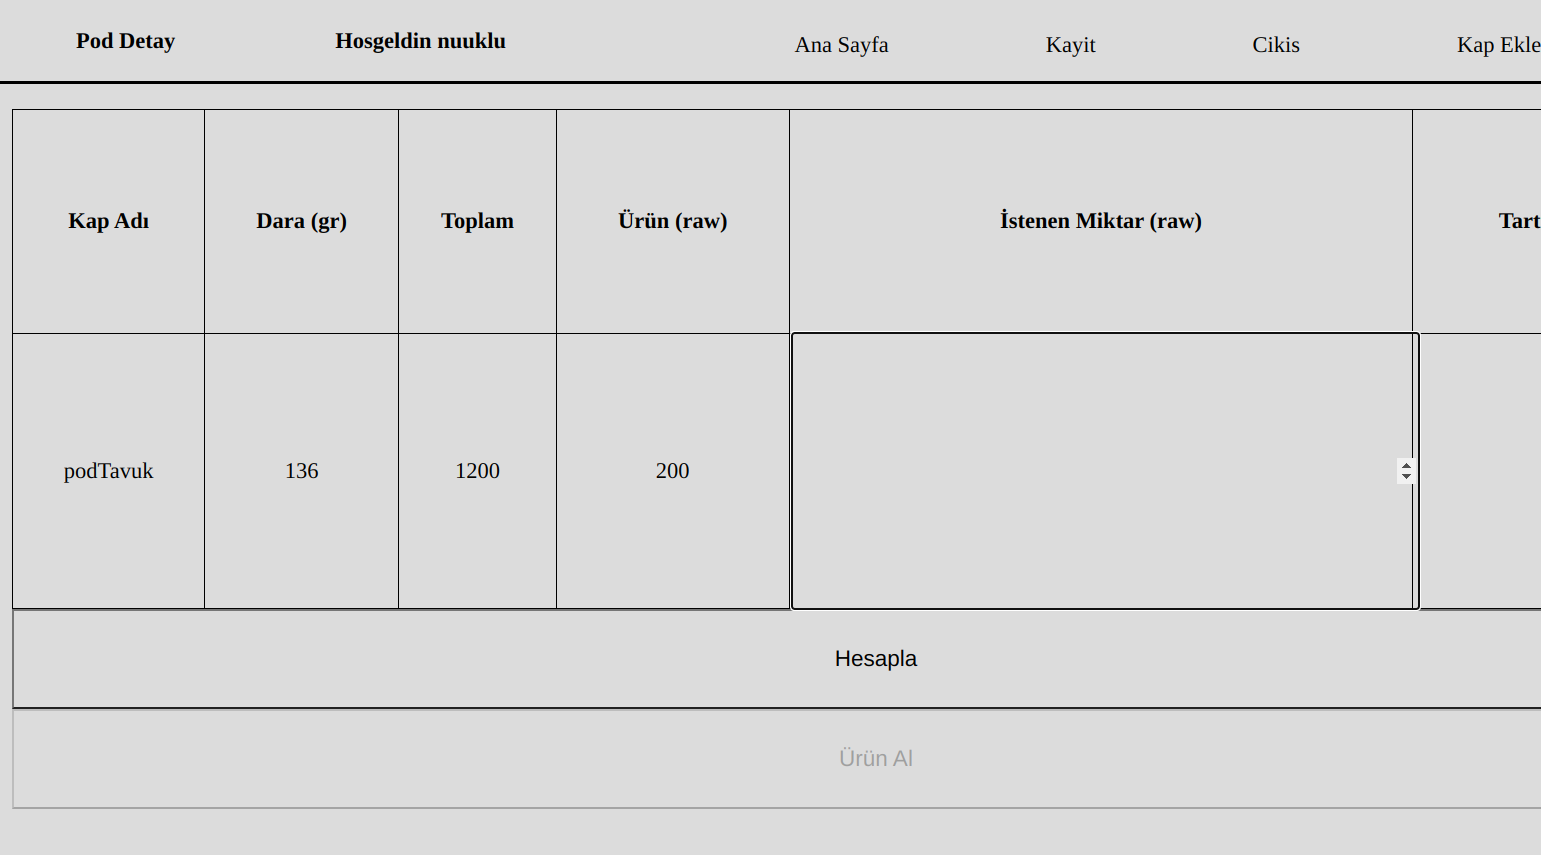 Pod Detay
Hosgeldin nuuklu
Ana Sayfa
Kayit
Cikis
Kap Ekle
Kap Adı
Dara (gr)
Toplam
Ürün (raw)
İstenen Miktar (raw)
Tart
podTavuk
136
1200
200
Hesapla
Ürün Al